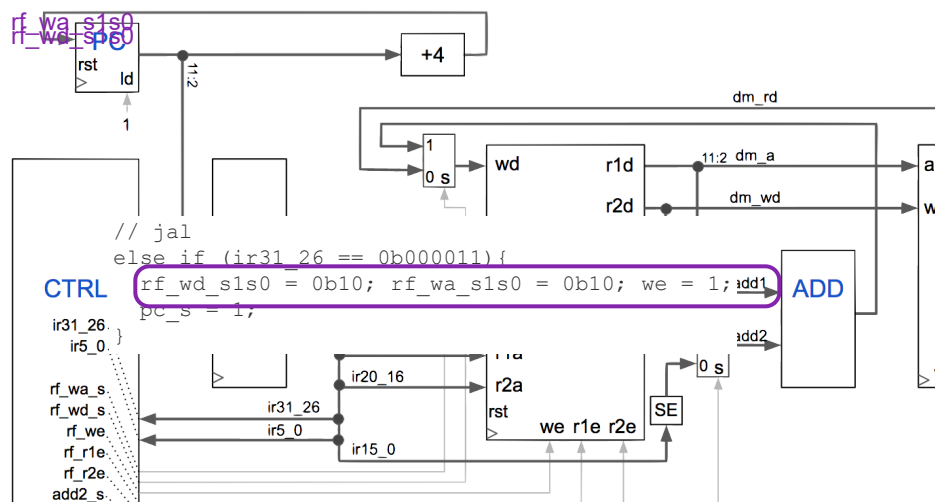 rf_wa_s1s0
rf_wd_s1s0
PC
rst
ld
1
11:2
+4
dm_rd
1
0 s
wd
r1d
11:2 dm_a
a
r2d
dm_wd
w
// jal
else if (ir31_26 == 0b000011){
rf_wd_s1s0 = 0b10; rf_wa_s1s0 = 0b10; we = 1;
pc_s = 1;
}
CTRL
add1
ADD
add2
ir31_26
ir5_0
rf_wa_s
rf_wd_s
rf_we
rf_r1e
rf_r2e
add2_s
r1a
ir20_16
r2a
rst
ir31_26
ir5_0
ir15_0
we r1e r2e
0 s
SE